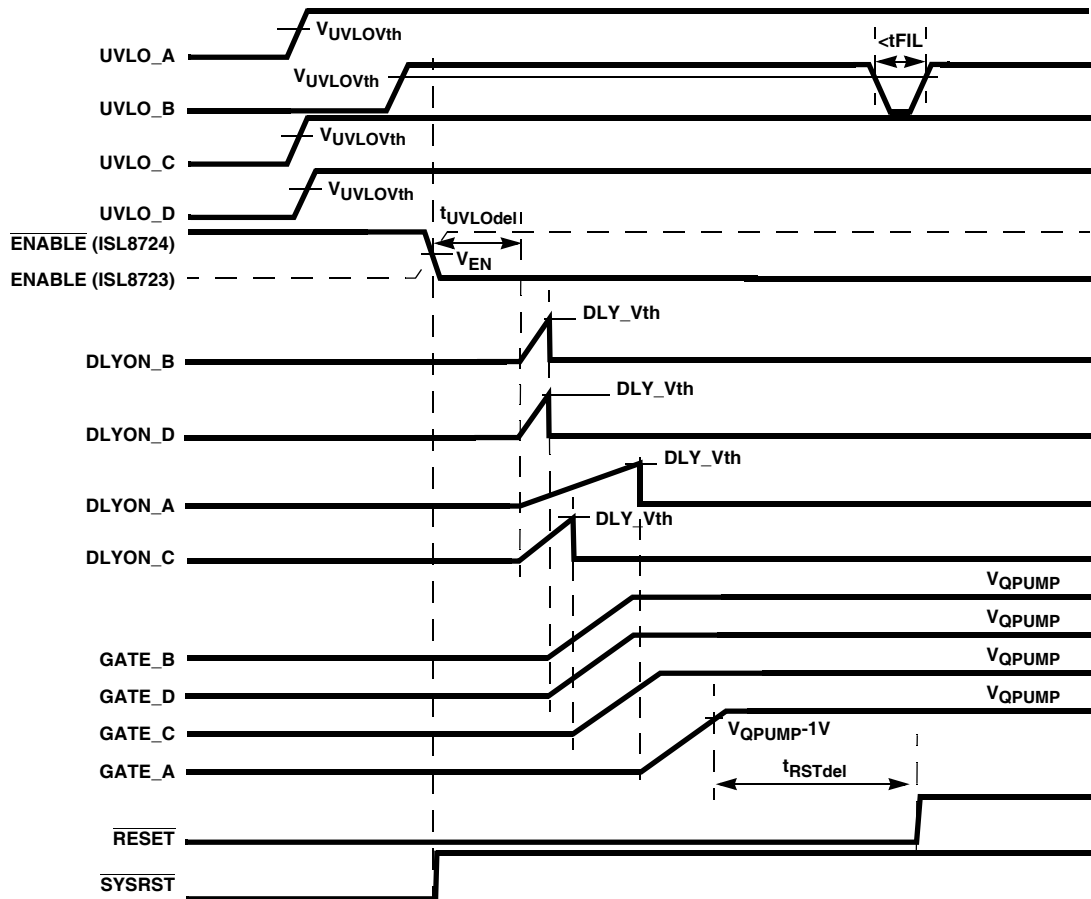 UVLO_A
VUVLOVth
<tFIL
UVLO_B
VUVLOVth
UVLO_C
VUVLOVth
UVLO_D
VUVLOVth
tUVLOdel
ENABLE (ISL8724)
VEN
ENABLE (ISL8723)
DLY_Vth
DLYON_B
DLY_Vth
DLYON_D
DLY_Vth
DLYON_A
DLY_Vth
DLYON_C
VQPUMP
GATE_B
VQPUMP
GATE_D
VQPUMP
GATE_C
VQPUMP
VQPUMP-1V
GATE_A
tRSTdel
RESET
SYSRST